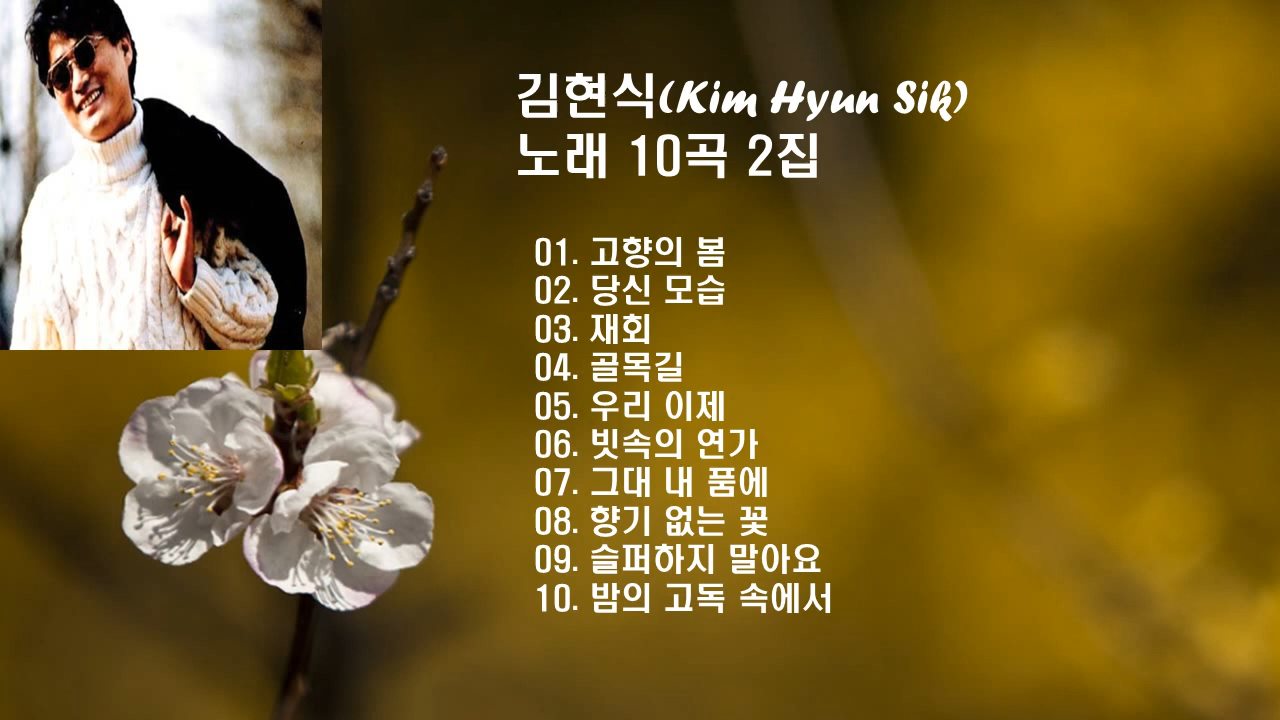 김현식(Kim Hyun Sik)
노래 10곡 2집
01. 고향의 봄
02. 당신 모습
03. 재회
04. 골목길
05. 우리 이제
06. 빗속의 연가
07. 그대 내 품에
08. 향기 없는 꽃
09. 슬퍼하지 말아요
10. 밤의 고독 속에서